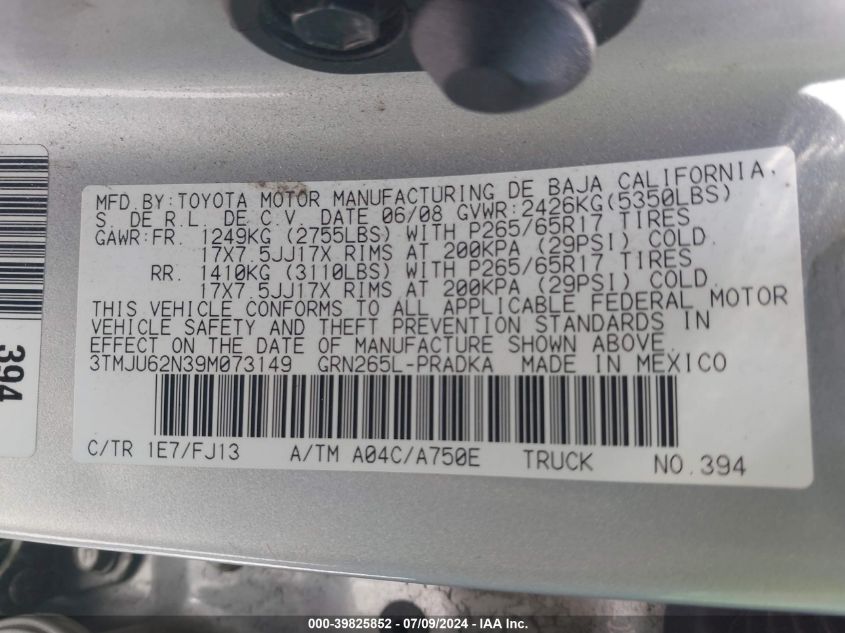 MFD.BY:TOYOTA MOTOR MANUFACTURING DE BAJA CALIFORNIA,
S. DE R.L. DE C.V. DATE 06/08 GVWR:2426KG(5350LBS)
GAWR:FR. 1249KG (2755LBS) WITH P265/65R17 TIRES
17X7.5JJ17X RIMS AT 200KPA (29PSI) COLD.
RR. 1410KG (3110LBS) WITH P265/65R17 TIRES
17X7.5JJ17X RIMS AT 200KPA (29PSI) COLD.
THIS VEHICLE CONFORMS TO ALL APPLICABLE FEDERAL MOTOR
VEHICLE SAFETY AND THEFT PREVENTION STANDARDS IN
EFFECT ON THE DATE OF MANUFACTURE SHOWN ABOVE.
3TMJU62N39M073149 GRN265L-PRADKA MADE IN MEXICO
C/TR 1E7/FJ13 A/TM A04C/A750E TRUCK NO.394
394
000-39825852 - 07/09/2024 - IAA Inc.